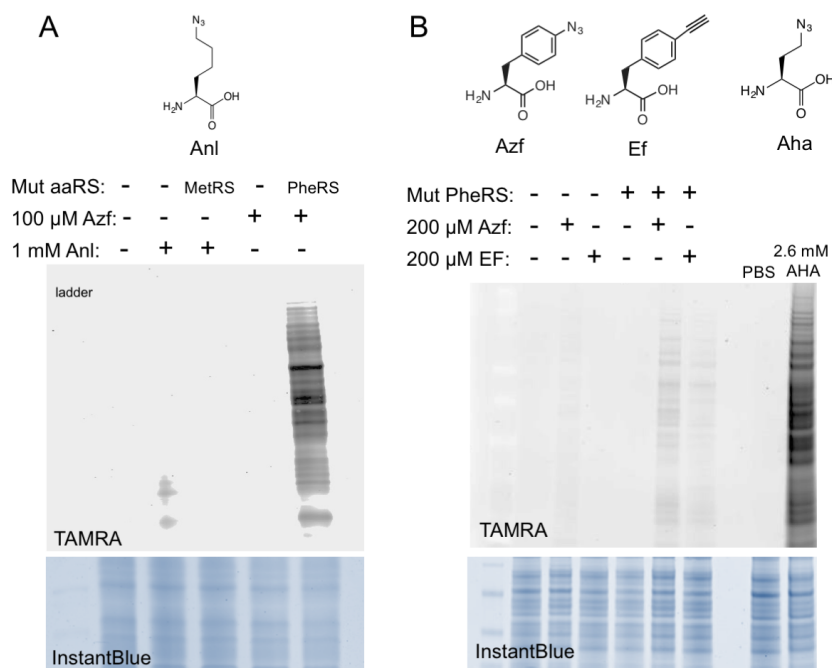 A
N₃
H₂N
OH
O
Anl
Mut aaRS: - - MetRS - PheRS
100 µM Azf: - - - + +
1 mM Anl: - + + - -
ladder
TAMRA
InstantBlue
B
N₃
H₂N
OH
O
Azf
H₂N
OH
O
Ef
N₃
H₂N
OH
O
Aha
Mut PheRS: - - - + + +
200 µM Azf: - + - - + -
200 µM EF: - - + - - +
PBS
2.6 mM
AHA
TAMRA
InstantBlue